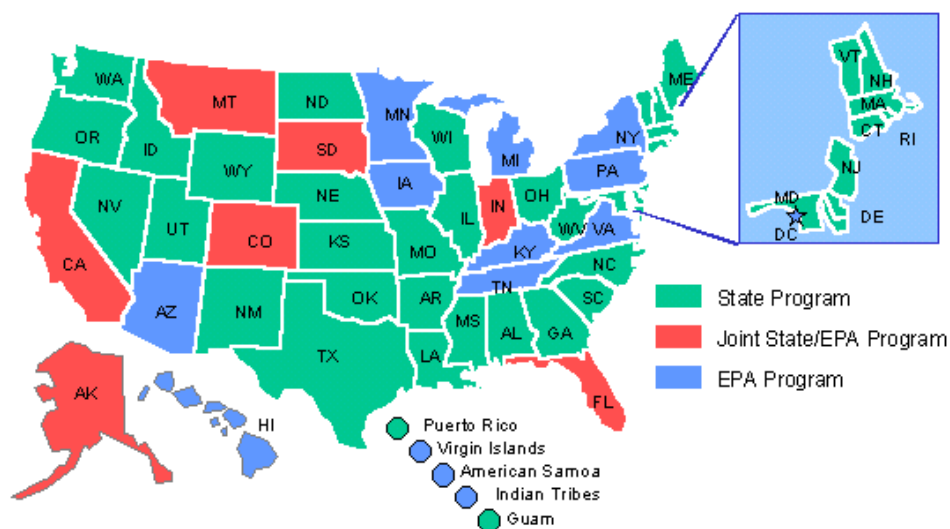 WA
MT
ND
MN
ME
VT
NH
MA
CT
RI
OR
ID
WY
SD
WI
MI
NY
NJ
NV
UT
CO
NE
IA
IL
IN
OH
PA
MD
DE
DC
CA
AZ
NM
KS
MO
KY
WV
VA
OK
AR
TN
NC
TX
LA
MS
AL
GA
SC
FL
AK
HI
State Program
Joint State/EPA Program
EPA Program
Puerto Rico
Virgin Islands
American Samoa
Indian Tribes
Guam